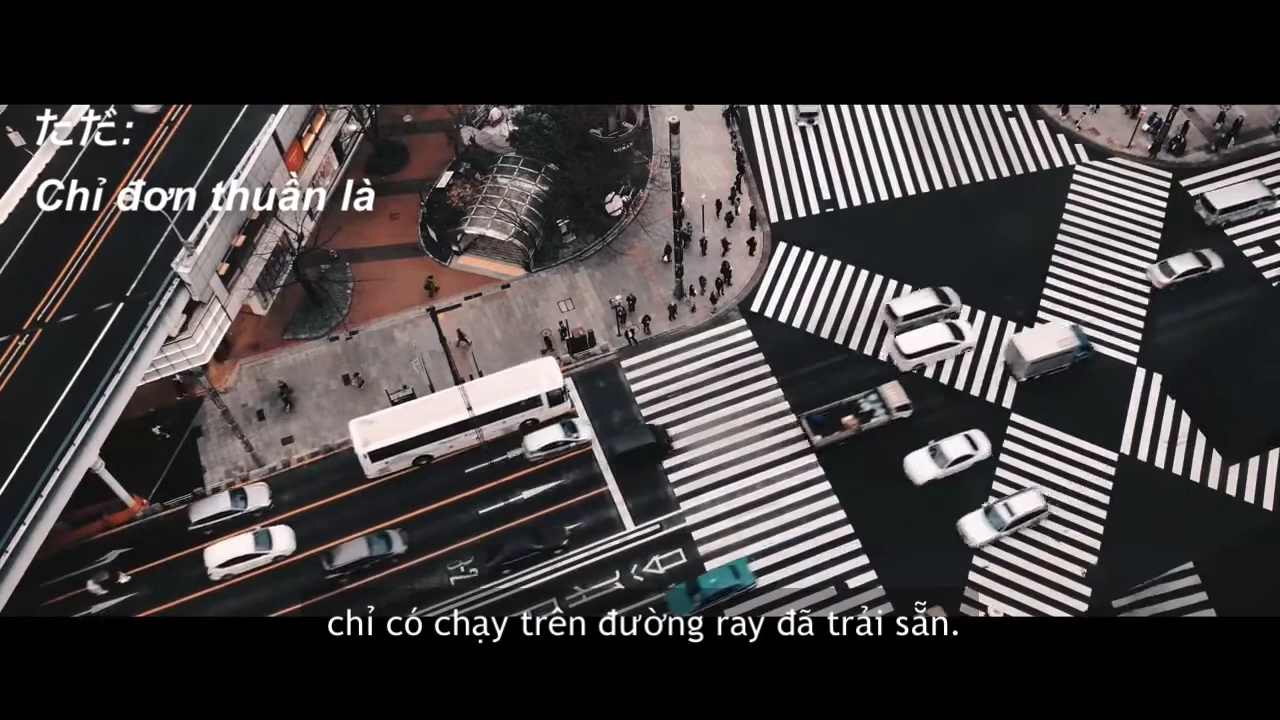 ただ:
Chỉ đơn thuần là
chỉ có chạy trên đường ray đã trải sẵn.